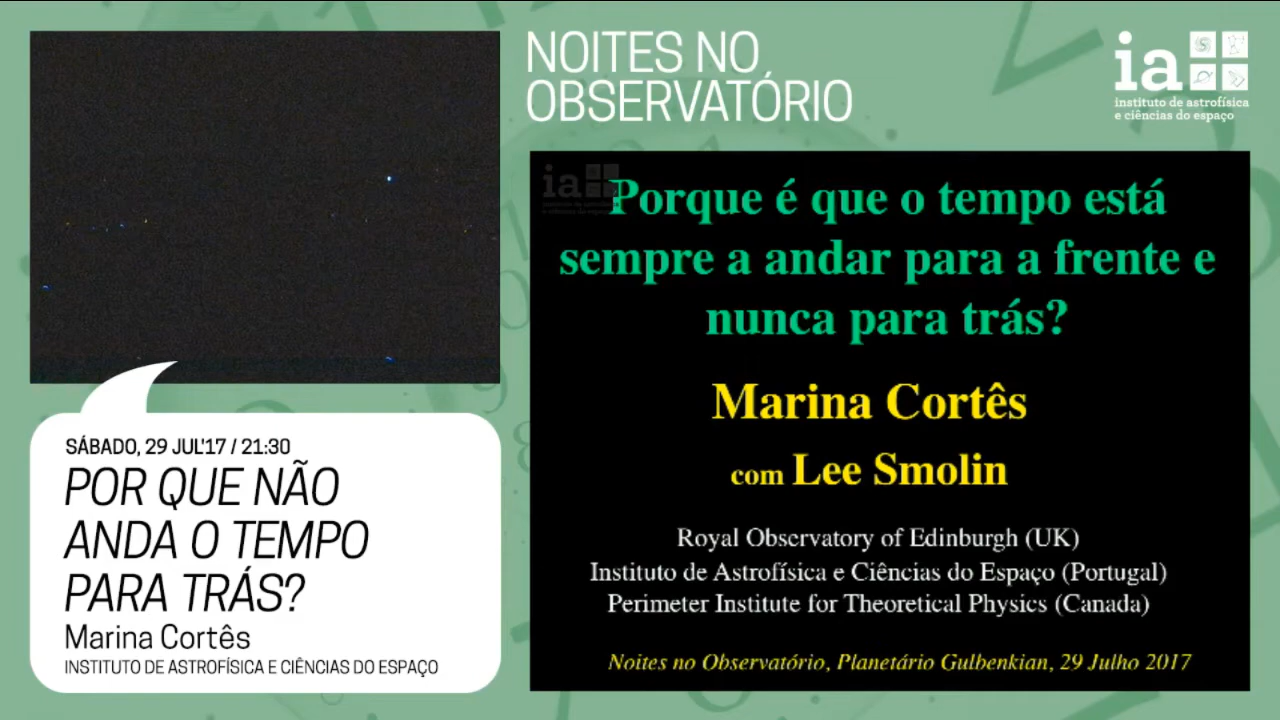 NOITES NO
OBSERVATÓRIO
ia
instituto de astrofísica
e ciências do espaço
Porque é que o tempo está
sempre a andar para a frente e
nunca para trás?
Marina Cortês
com Lee Smolin
Royal Observatory of Edinburgh (UK)
Instituto de Astrofísica e Ciências do Espaço (Portugal)
Perimeter Institute for Theoretical Physics (Canada)
Noites no Observatório, Planetário Gulbenkian, 29 Julho 2017
SÁBADO, 29 JUL'17 / 21:30
POR QUE NÃO
ANDA O TEMPO
PARA TRÁS?
Marina Cortês
INSTITUTO DE ASTROFÍSICA E CIÊNCIAS DO ESPAÇO